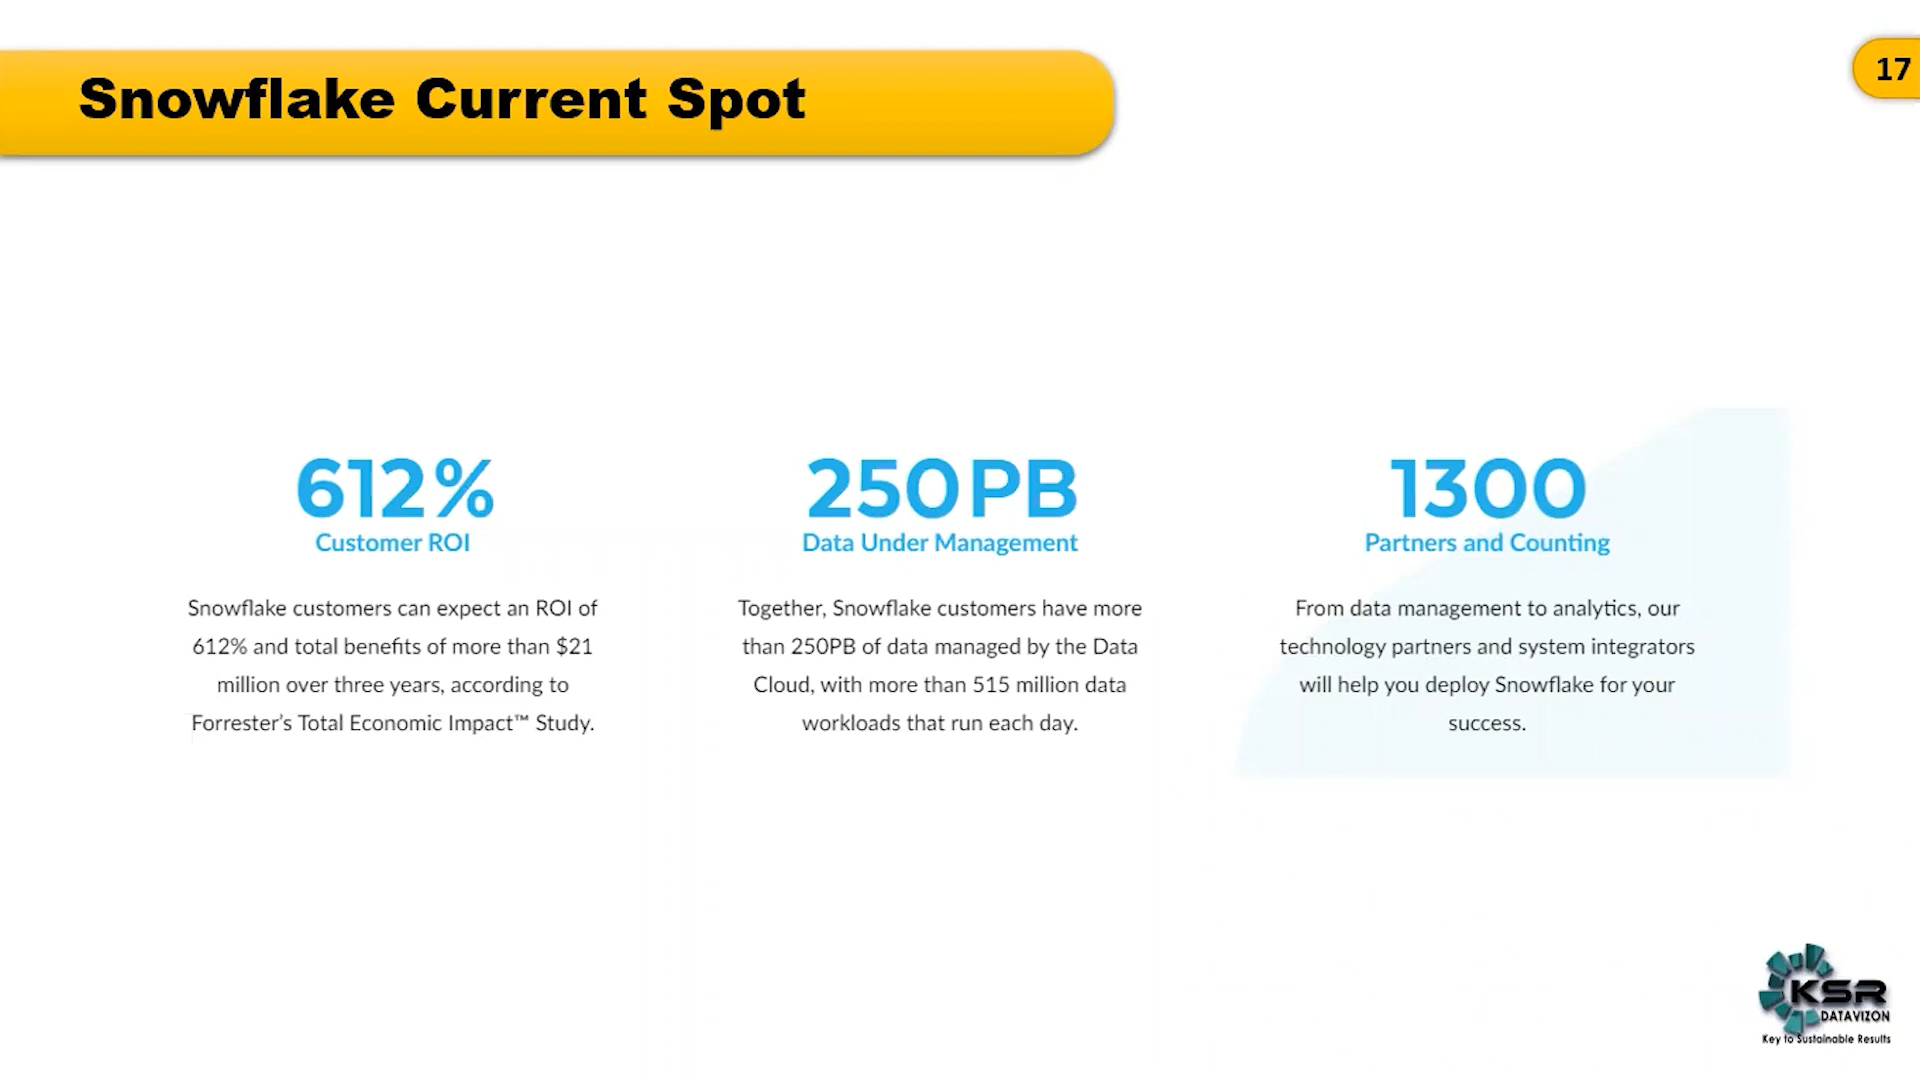 Snowflake Current Spot
17
612%
Customer ROI
Snowflake customers can expect an ROI of
612% and total benefits of more than $21
million over three years, according to
Forrester's Total Economic Impact™ Study.
250PB
Data Under Management
Together, Snowflake customers have more
than 250PB of data managed by the Data
Cloud, with more than 515 million data
workloads that run each day.
1300
Partners and Counting
From data management to analytics, our
technology partners and system integrators
will help you deploy Snowflake for your
success.
KSR
DATAVIZON
Key to Sustainable Results